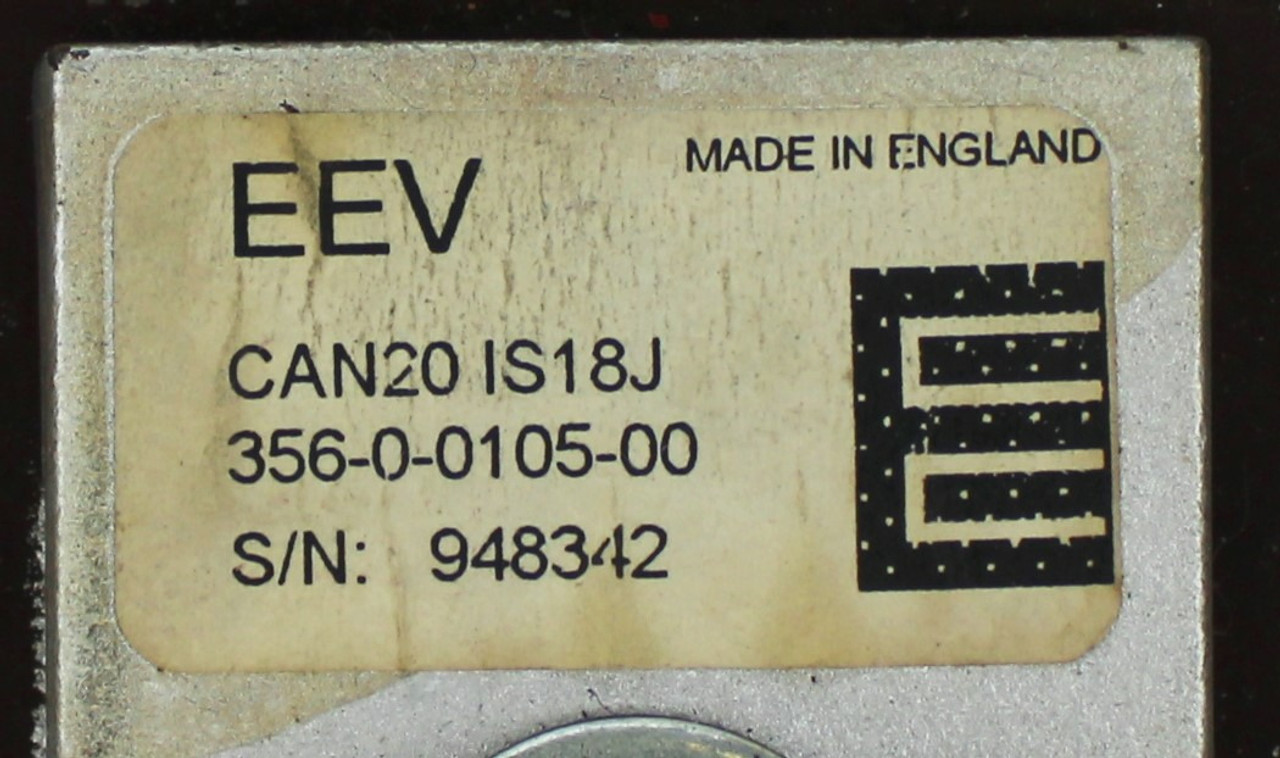 MADE IN ENGLAND
EEV
CAN20 IS18J
356-0-0105-00
S/N: 948342